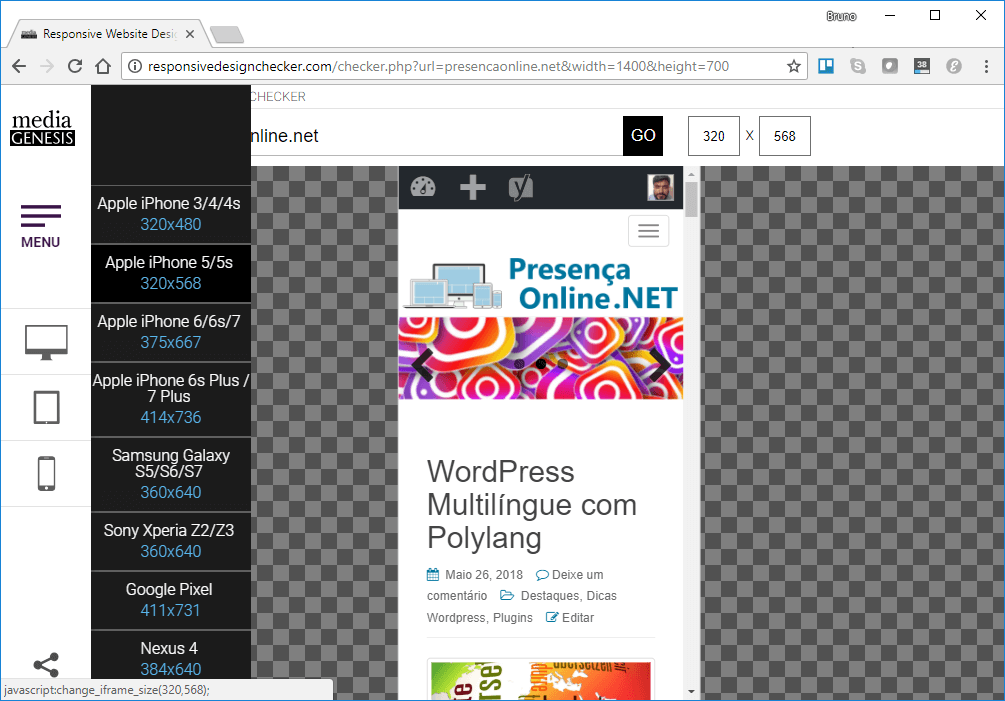 Bruno
Responsive Website Desi
responsivedesignchecker.com/checker.php?url=presencaonline.net&width=1400&height=700
38
media
GENESIS
CHECKER
nline.net
GO
320
X
568
MENU
Apple iPhone 3/4/4s
320x480
Apple iPhone 5/5s
320x568
Apple iPhone 6/6s/7
375x667
Apple iPhone 6s Plus /
7 Plus
414x736
Samsung Galaxy
S5/S6/S7
360x640
Sony Xperia Z2/Z3
360x640
Google Pixel
411x731
Nexus 4
384x640
Presença
Online.NET
WordPress
Multilíngue com
Polylang
Maio 26, 2018 Deixe um
comentário Destaques, Dicas
Wordpress, Plugins Editar
javascript:change_iframe_size(320,568);